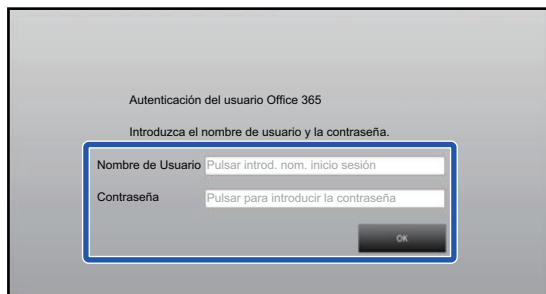 Autenticación del usuario Office 365
Introduzca el nombre de usuario y la contraseña.
Nombre de Usuario Pulsar introd. nom. inicio sesión
Contraseña Pulsar para introducir la contraseña
OK